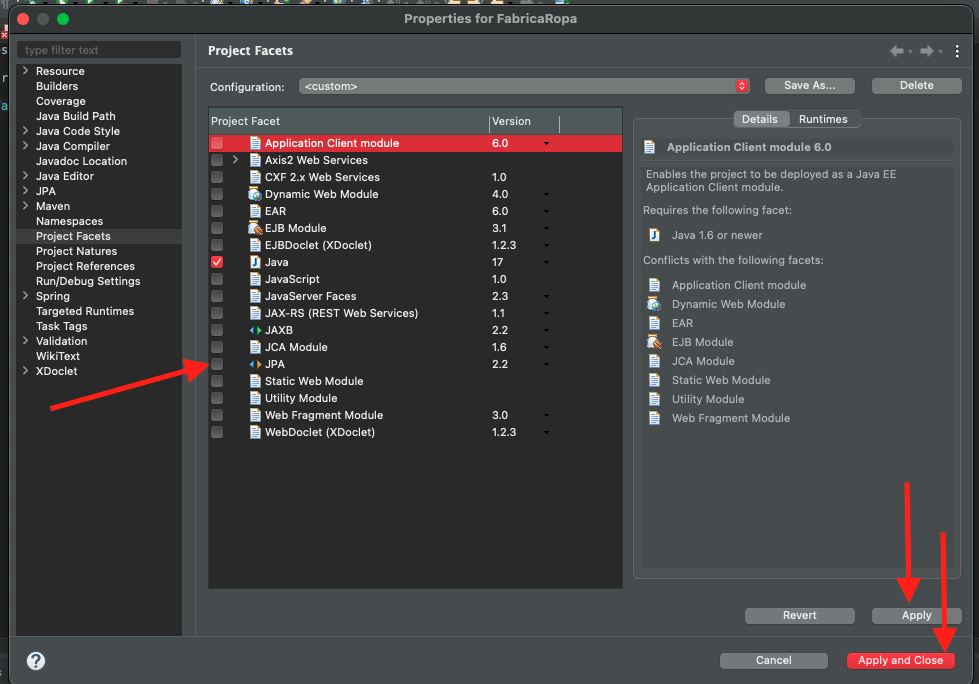 Properties for FabricaRopa
type filter text
Resource
Builders
Coverage
Java Build Path
Java Code Style
Java Compiler
Javadoc Location
Java Editor
JPA
Maven
Namespaces
Project Facets
Project Natures
Project References
Run/Debug Settings
Spring
Targeted Runtimes
Task Tags
Validation
WikiText
XDoclet
Project Facets
Configuration: <custom> Save As... Delete
Project Facet Version
Application Client module 6.0
Axis2 Web Services
CXF 2.x Web Services 1.0
Dynamic Web Module 4.0
EAR 6.0
EJB Module 3.1
EJBDoclet (XDoclet) 1.2.3
Java 17
JavaScript 1.0
JavaServer Faces 2.3
JAX-RS (REST Web Services) 1.1
JAXB 2.2
JCA Module 1.6
JPA 2.2
Static Web Module
Utility Module
Web Fragment Module 3.0
WebDoclet (XDoclet) 1.2.3
Details Runtimes
Application Client module 6.0
Enables the project to be deployed as a Java EE
Application Client module.
Requires the following facet:
Java 1.6 or newer
Conflicts with the following facets:
Application Client module
Dynamic Web Module
EAR
EJB Module
JCA Module
Static Web Module
Utility Module
Web Fragment Module
Revert Apply
? Cancel Apply and Close